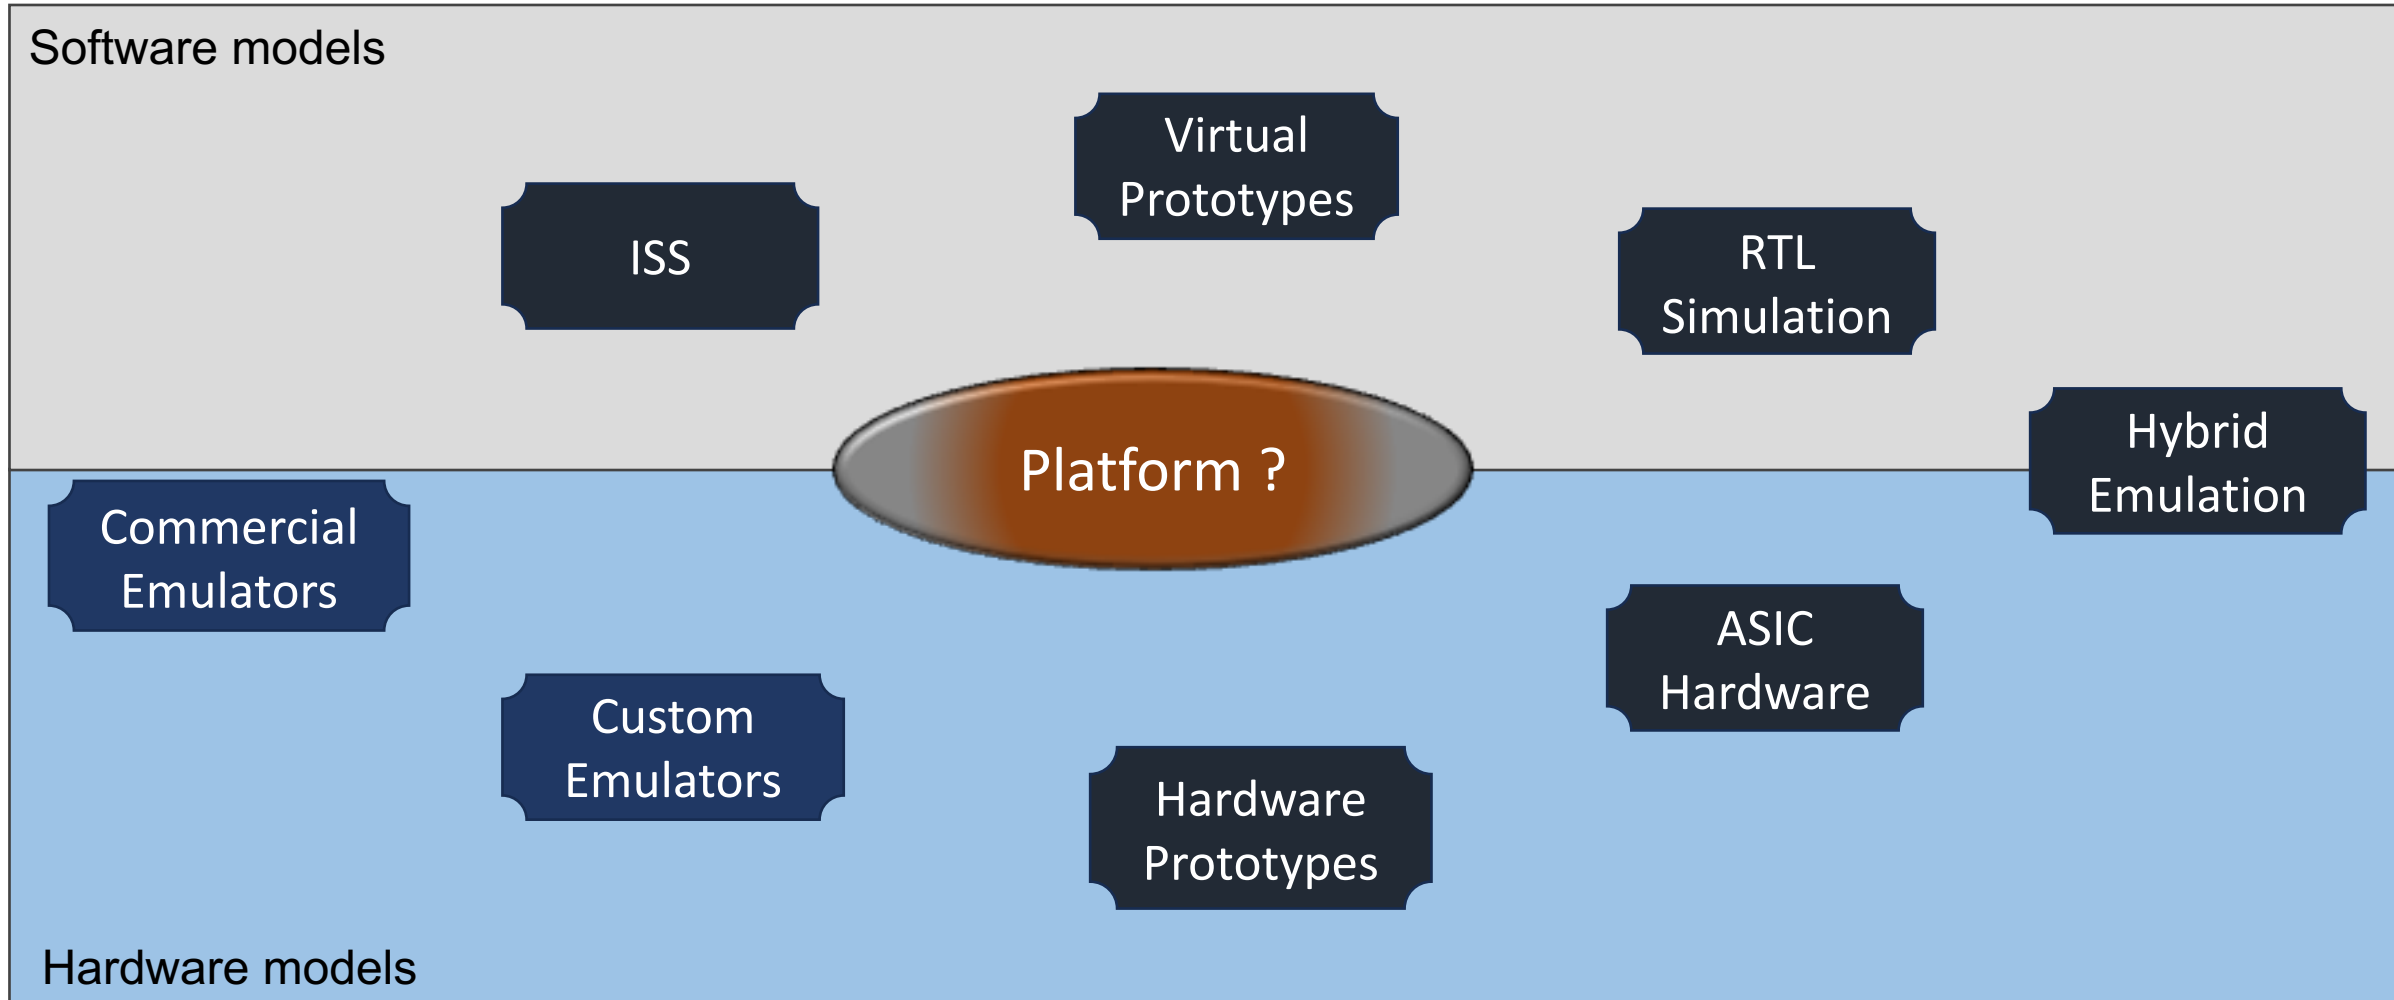 Software models
Virtual
Prototypes
ISS
RTL
Simulation
Hybrid
Emulation
Platform ?
Commercial
Emulators
ASIC
Hardware
Custom
Emulators
Hardware
Prototypes
Hardware models